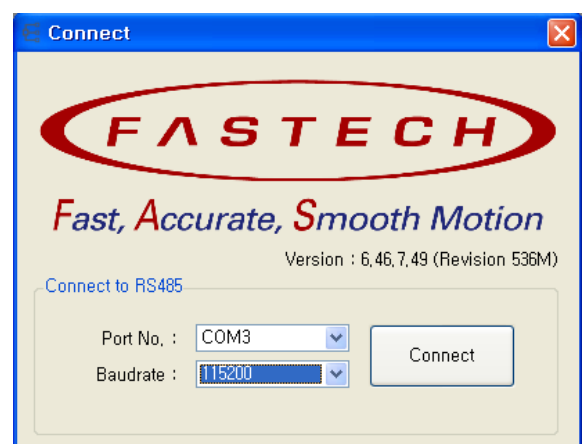 Connect
FASTECH
Fast, Accurate, Smooth Motion
Version : 6,46,7,49 (Revision 536M)
Connect to RS485
Port No, : COM3
Connect
Baudrate : 115200